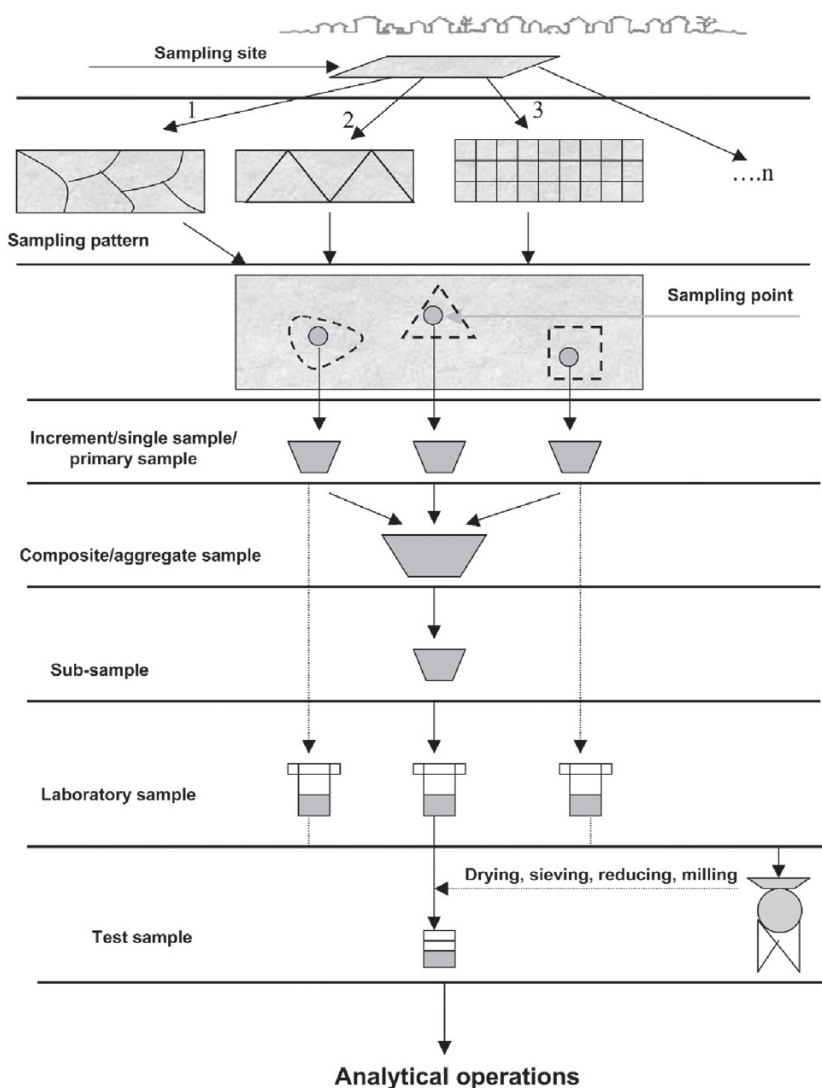 Sampling site
1
2
3
....n
Sampling pattern
Sampling point
Increment/single sample/
primary sample
Composite/aggregate sample
Sub-sample
Laboratory sample
Drying, sieving, reducing, milling
Test sample
Analytical operations